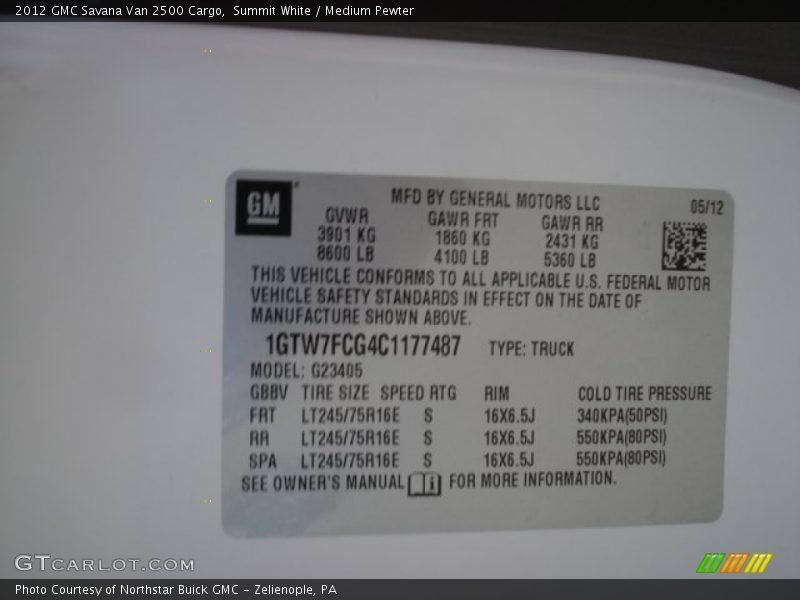 2012 GMC Savana Van 2500 Cargo, Summit White / Medium Pewter
GM
MFD BY GENERAL MOTORS LLC 05/12
GVWR GAWR FRT GAWR RR
3901 KG 1860 KG 2431 KG
8600 LB 4100 LB 5360 LB
THIS VEHICLE CONFORMS TO ALL APPLICABLE U.S. FEDERAL MOTOR
VEHICLE SAFETY STANDARDS IN EFFECT ON THE DATE OF
MANUFACTURE SHOWN ABOVE.
1GTW7FCG4C1177487 TYPE: TRUCK
MODEL: G23405
GBBV TIRE SIZE SPEED RTG RIM COLD TIRE PRESSURE
FRT LT245/75R16E S 16X6.5J 340KPA(50PSI)
RR LT245/75R16E S 16X6.5J 550KPA(80PSI)
SPA LT245/75R16E S 16X6.5J 550KPA(80PSI)
SEE OWNER'S MANUAL FOR MORE INFORMATION.
GTCARLOT.COM
Photo Courtesy of Northstar Buick GMC - Zelienople, PA